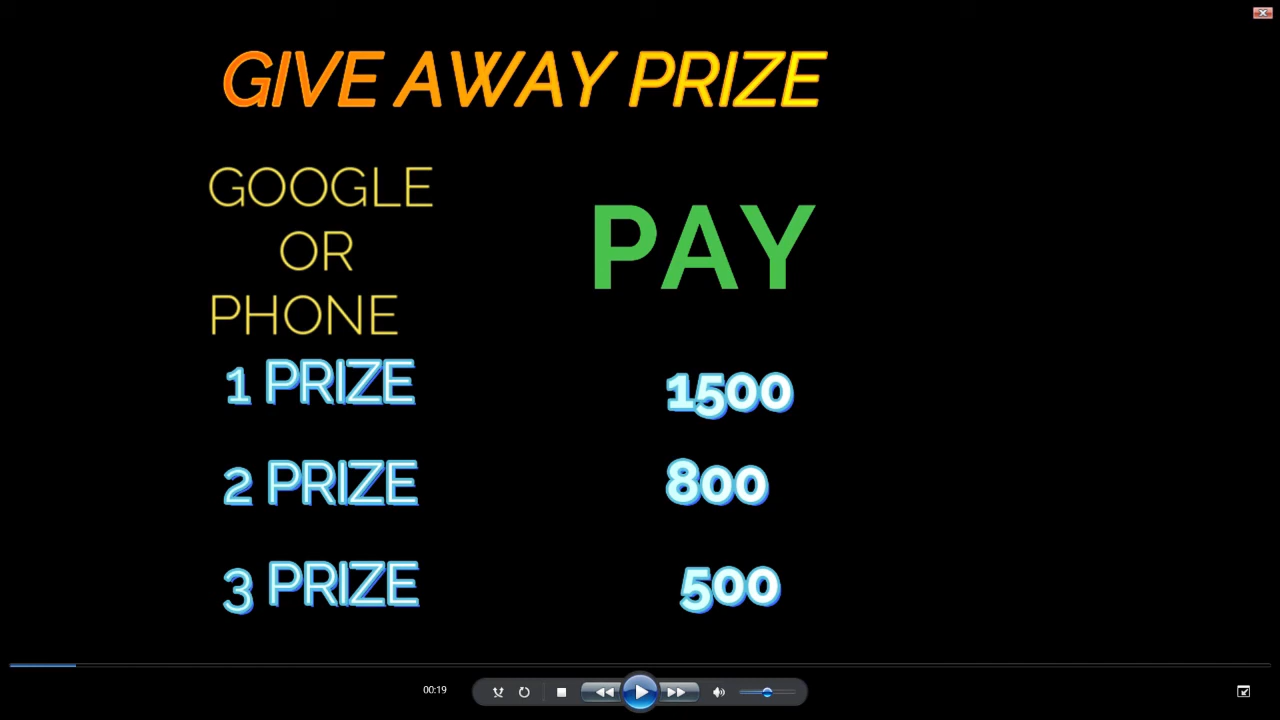 GIVE AWAY PRIZE
GOOGLE
OR
PHONE
PAY
1 PRIZE 1500
2 PRIZE 800
3 PRIZE 500
00:19